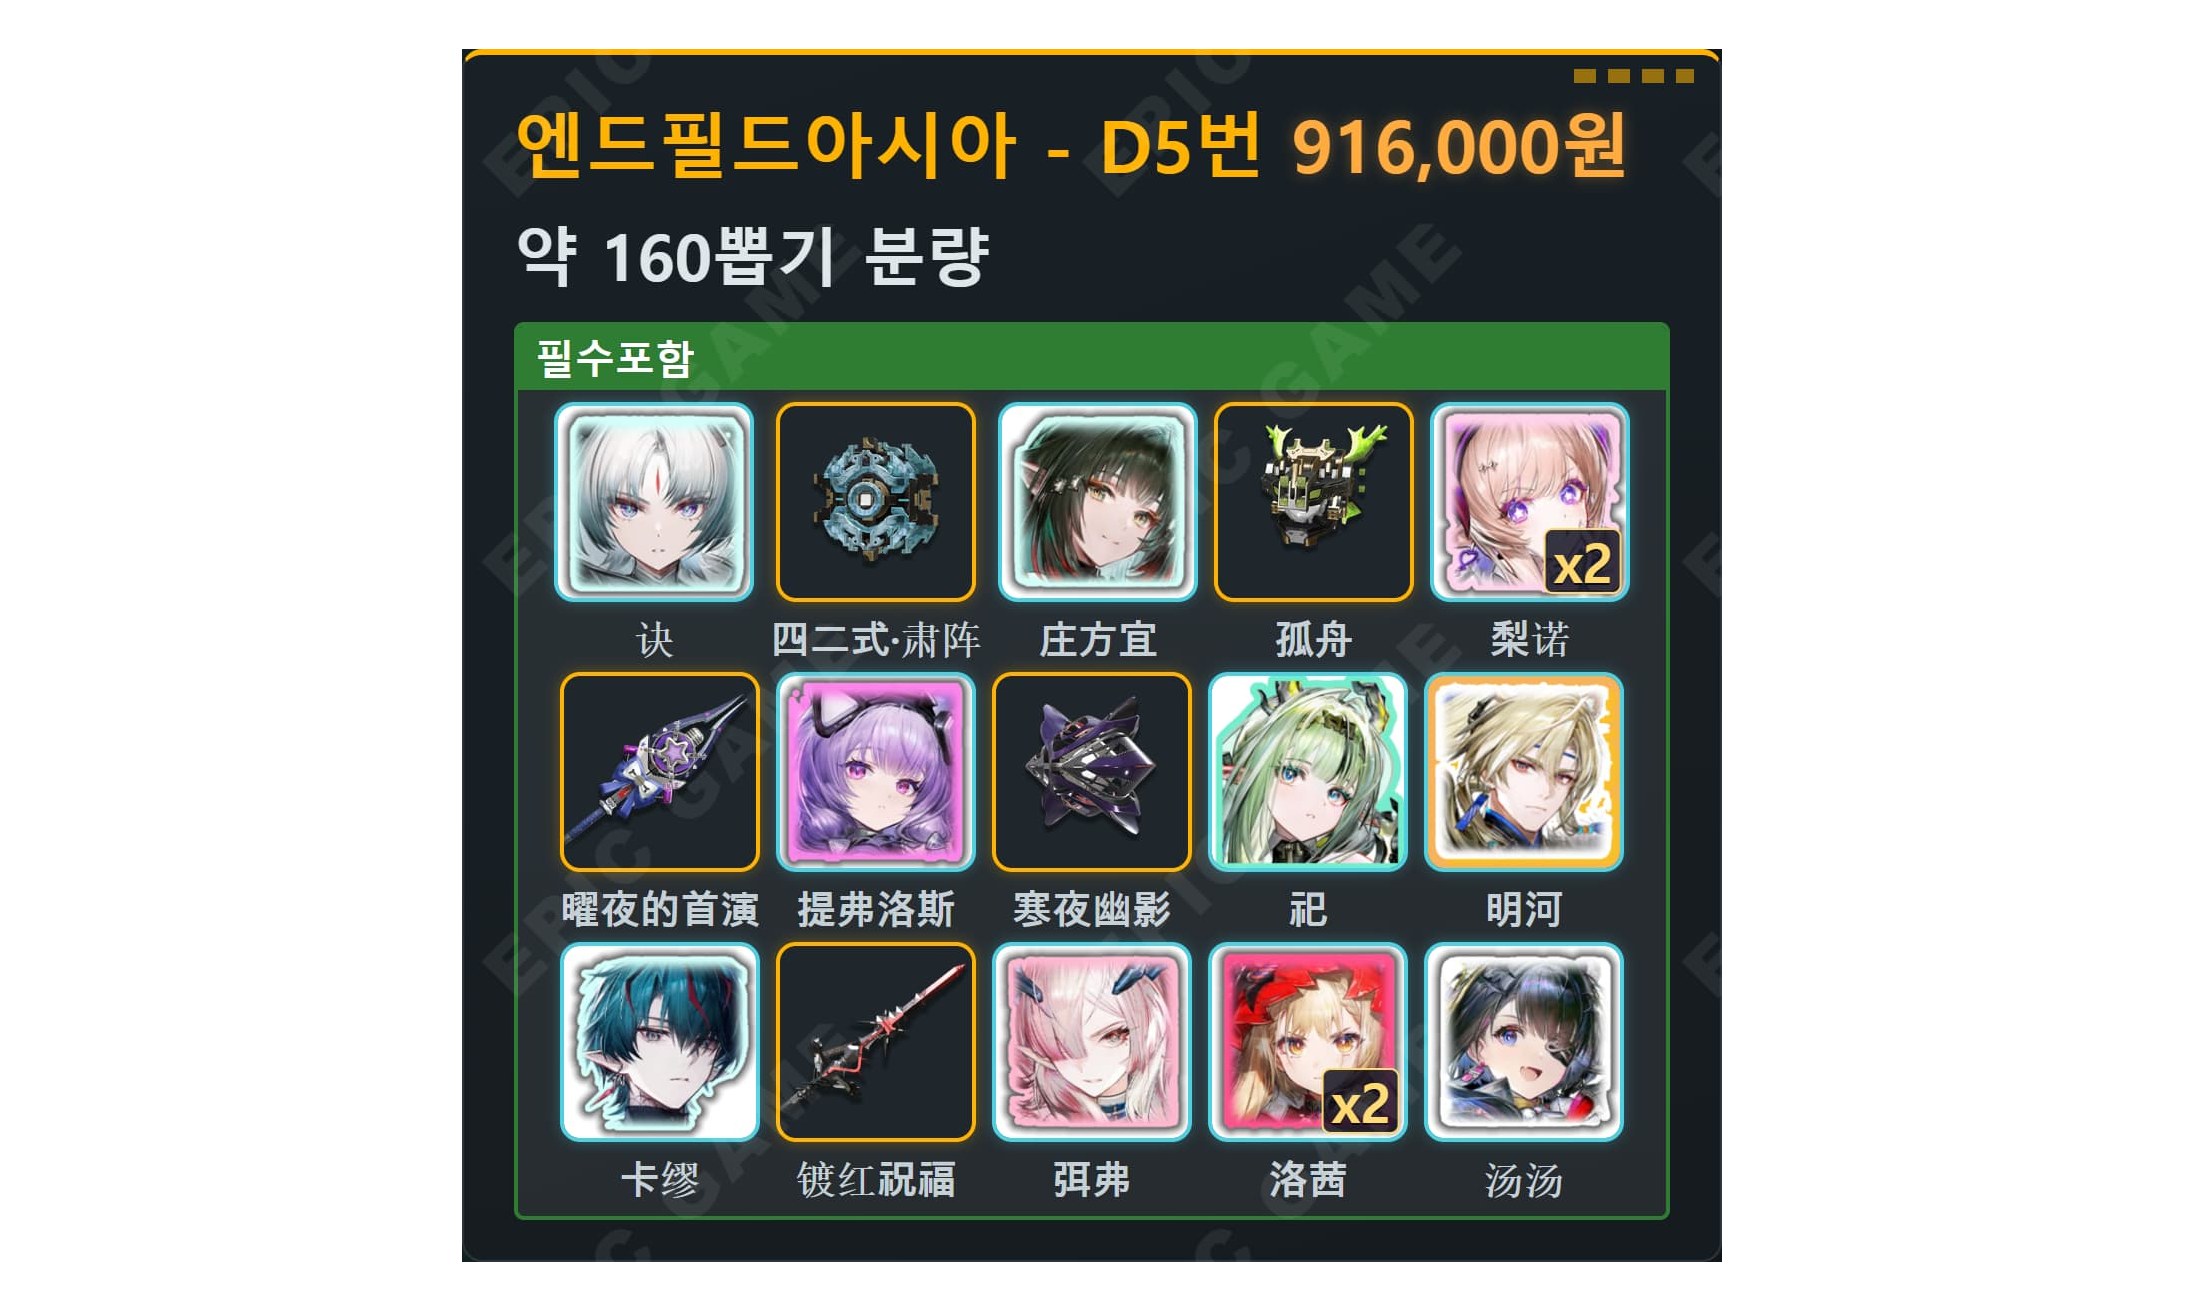 엔드필드아시아 - D5번 916,000원
약 160뽑기 분량
필수포함
x2
诀 四二式·肃阵 庄方宜 孤舟 梨诺
曜夜的首演 提弗洛斯 寒夜幽影 祀 明河
x2
卡缪 镀红祝福 弭弗 洛茜 汤汤
EPIC GAME